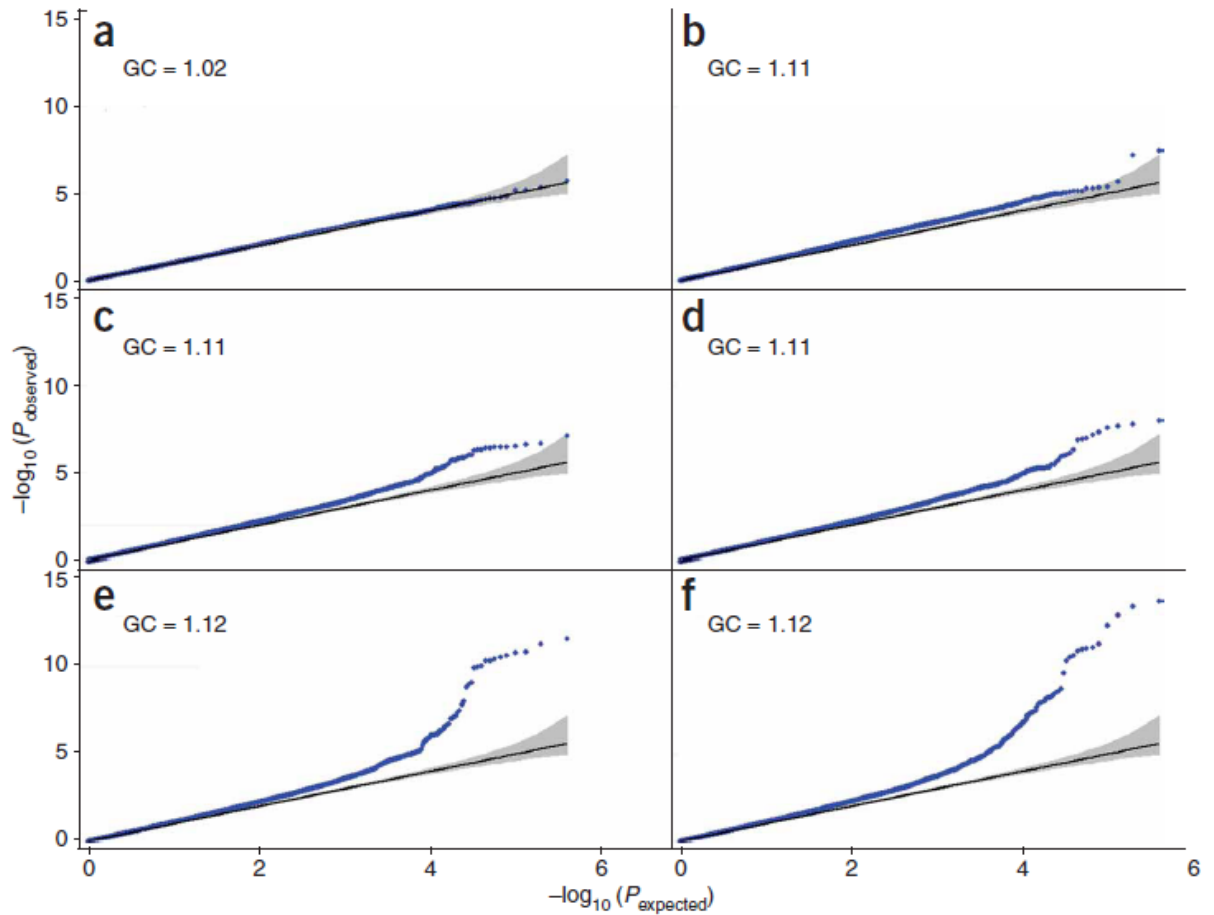 15
a
b
GC = 1.02
GC = 1.11
10
5
0
15
c
d
GC = 1.11
GC = 1.11
10
5
0
–log10 (Pobserved)
15
e
f
GC = 1.12
GC = 1.12
10
5
0
0 2 4 6 0 2 4 6
–log10 (Pexpected)